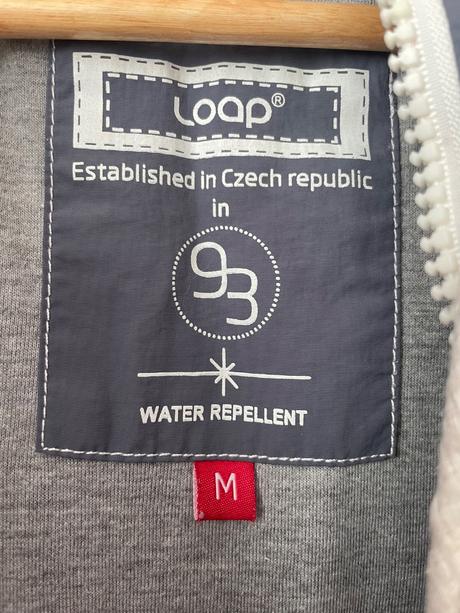 Loap®
Established in Czech republic
in
93
WATER REPELLENT
M